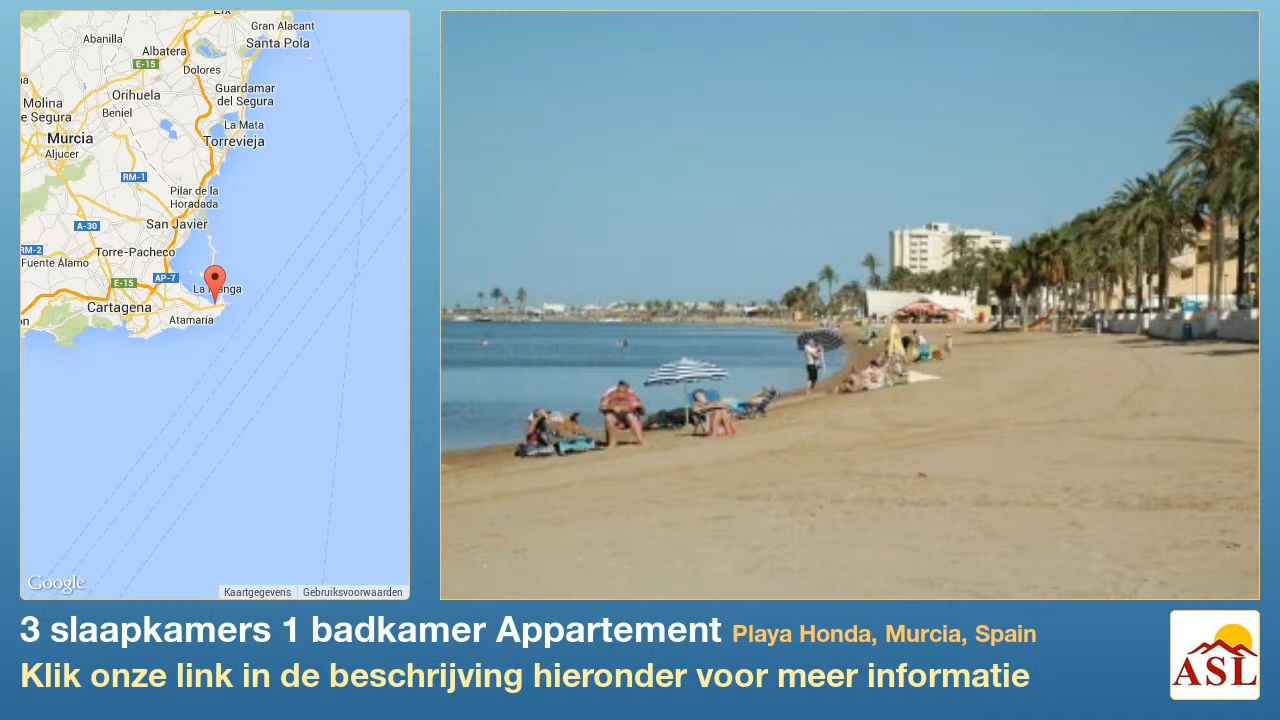 Elx
Gran Alacant
Abanilla
Santa Pola
Albatera
E-15
Dolores
Guardamar
del Segura
Orihuela
Molina
e Segura
Beniel
La Mata
Murcia
Torrevieja
Aljucer
RM-1
Pilar de la
Horadada
A-30
San Javier
RM-2
Torre-Pacheco
Fuente Álamo
AP-7
E-15
La Manga
Cartagena
Atamaría
Google
Kaartgegevens
Gebruiksvoorwaarden
3 slaapkamers 1 badkamer Appartement Playa Honda, Murcia, Spain
Klik onze link in de beschrijving hieronder voor meer informatie
ASL